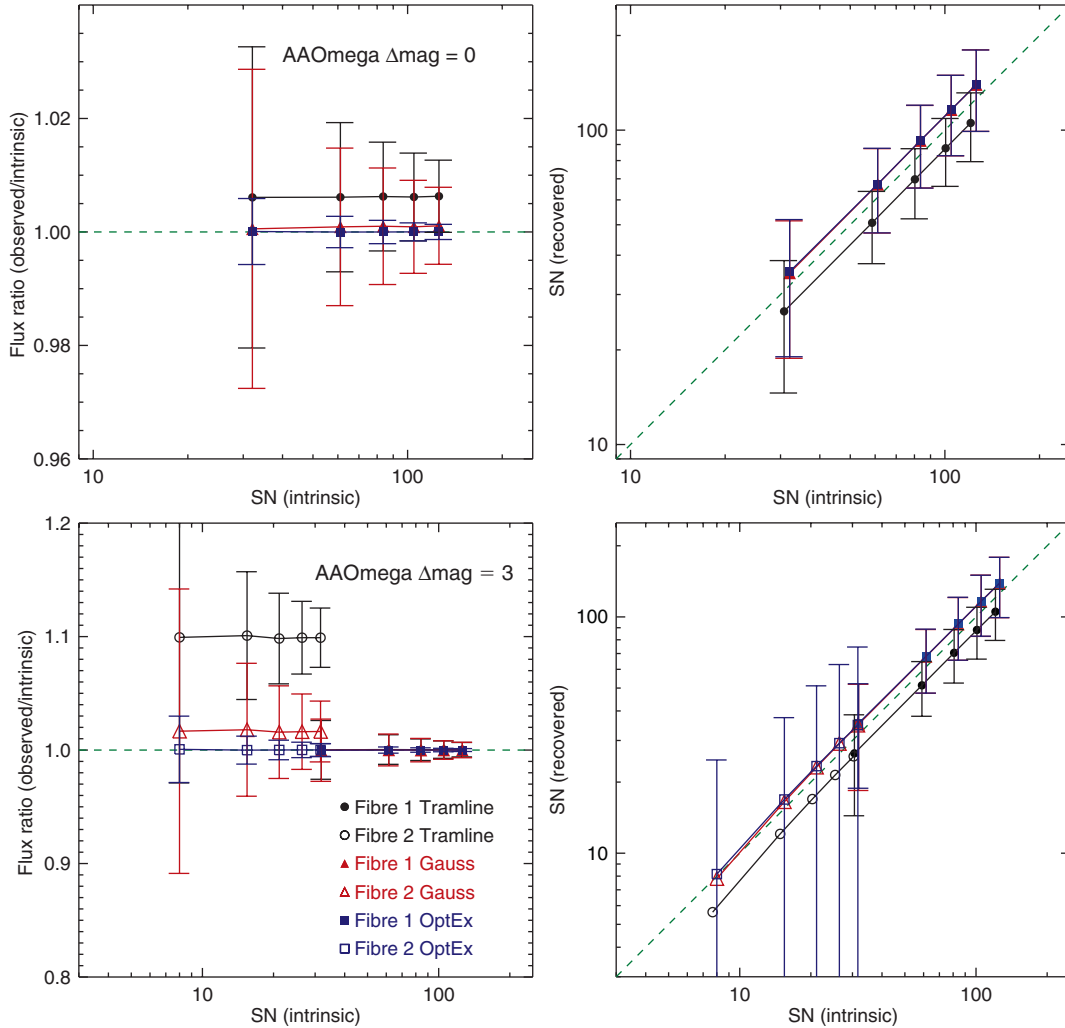 AAOmega Δmag = 0
1.02
1.00
0.98
0.96
Flux ratio (observed/intrinsic)
10
100
SN (intrinsic)
100
10
SN (recovered)
10
100
SN (intrinsic)
AAOmega Δmag = 3
1.2
1.1
1.0
0.9
0.8
Flux ratio (observed/intrinsic)
Fibre 1 Tramline
Fibre 2 Tramline
Fibre 1 Gauss
Fibre 2 Gauss
Fibre 1 OptEx
Fibre 2 OptEx
10
100
SN (intrinsic)
100
10
SN (recovered)
10
100
SN (intrinsic)